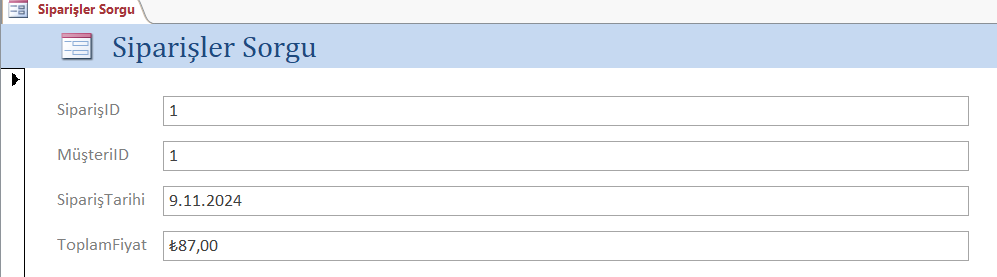 Siparişler Sorgu
Siparişler Sorgu
SiparişID 1
MüşteriID 1
SiparişTarihi 9.11.2024
ToplamFiyat ₺87,00